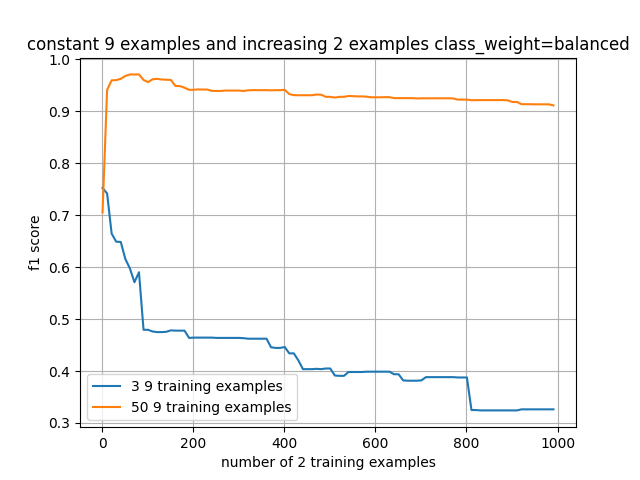 constant 9 examples and increasing 2 examples class_weight=balanced
1.0
0.9
0.8
0.7
0.6
0.5
0.4
0.3
f1 score
3 9 training examples
50 9 training examples
0 200 400 600 800 1000
number of 2 training examples